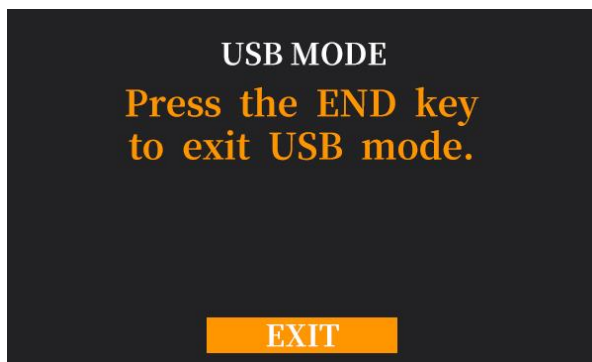 USB MODE
Press the END key
to exit USB mode.
EXIT